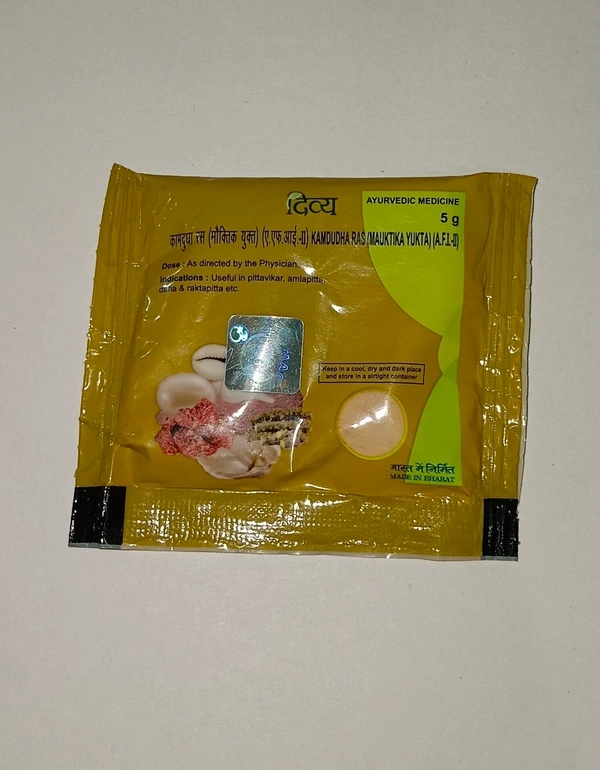 दिव्य
AYURVEDIC MEDICINE
5 g
कामदुधा रस (मौक्तिक युक्त) (ए.एफ.आई.-II) KAMDUDHA RAS (MAUKTIKA YUKTA) (A.F.I.-II)
Dose : As directed by the Physician.
Indications : Useful in pittavikar, amlapitta,
daha & raktapitta etc.
Keep in a cool, dry and dark place
and store in a airtight container
भारत में निर्मित
MADE IN BHARAT